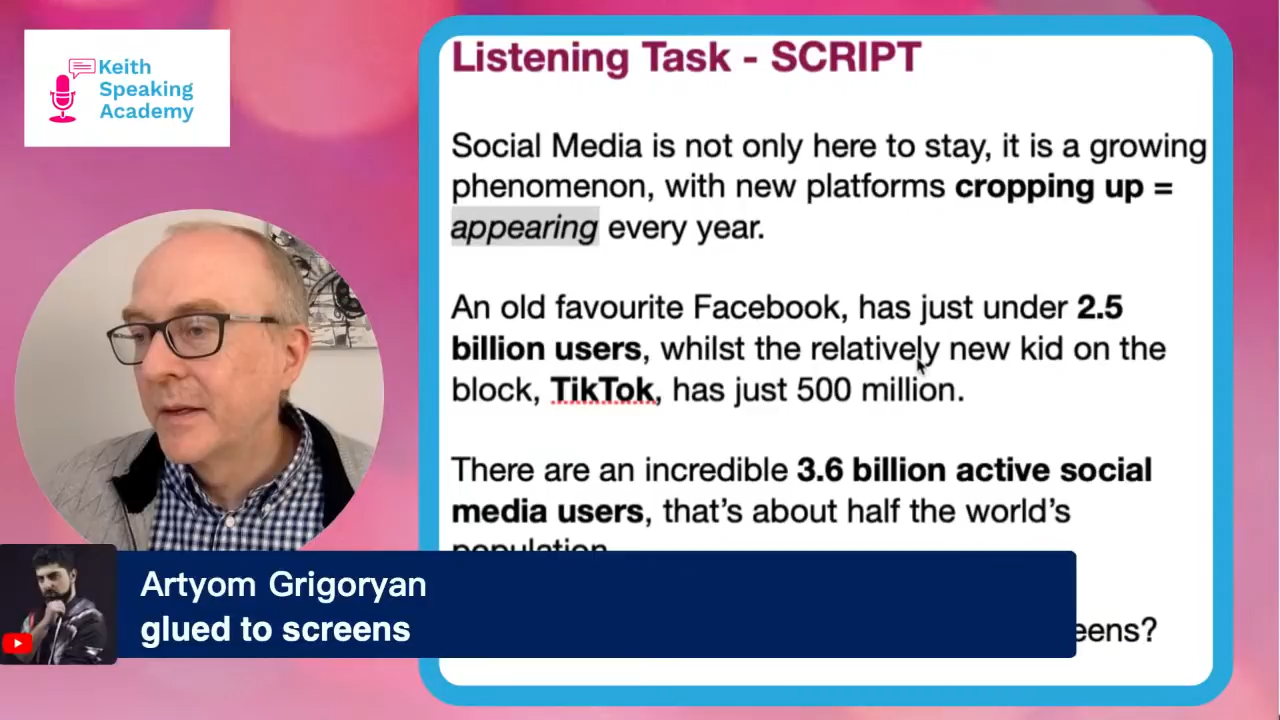 Keith
Speaking
Academy
Listening Task - SCRIPT
Social Media is not only here to stay, it is a growing
phenomenon, with new platforms cropping up =
appearing every year.
An old favourite Facebook, has just under 2.5
billion users, whilst the relatively new kid on the
block, TikTok, has just 500 million.
There are an incredible 3.6 billion active social
media users, that's about half the world's
population
eens?
Artyom Grigoryan
glued to screens